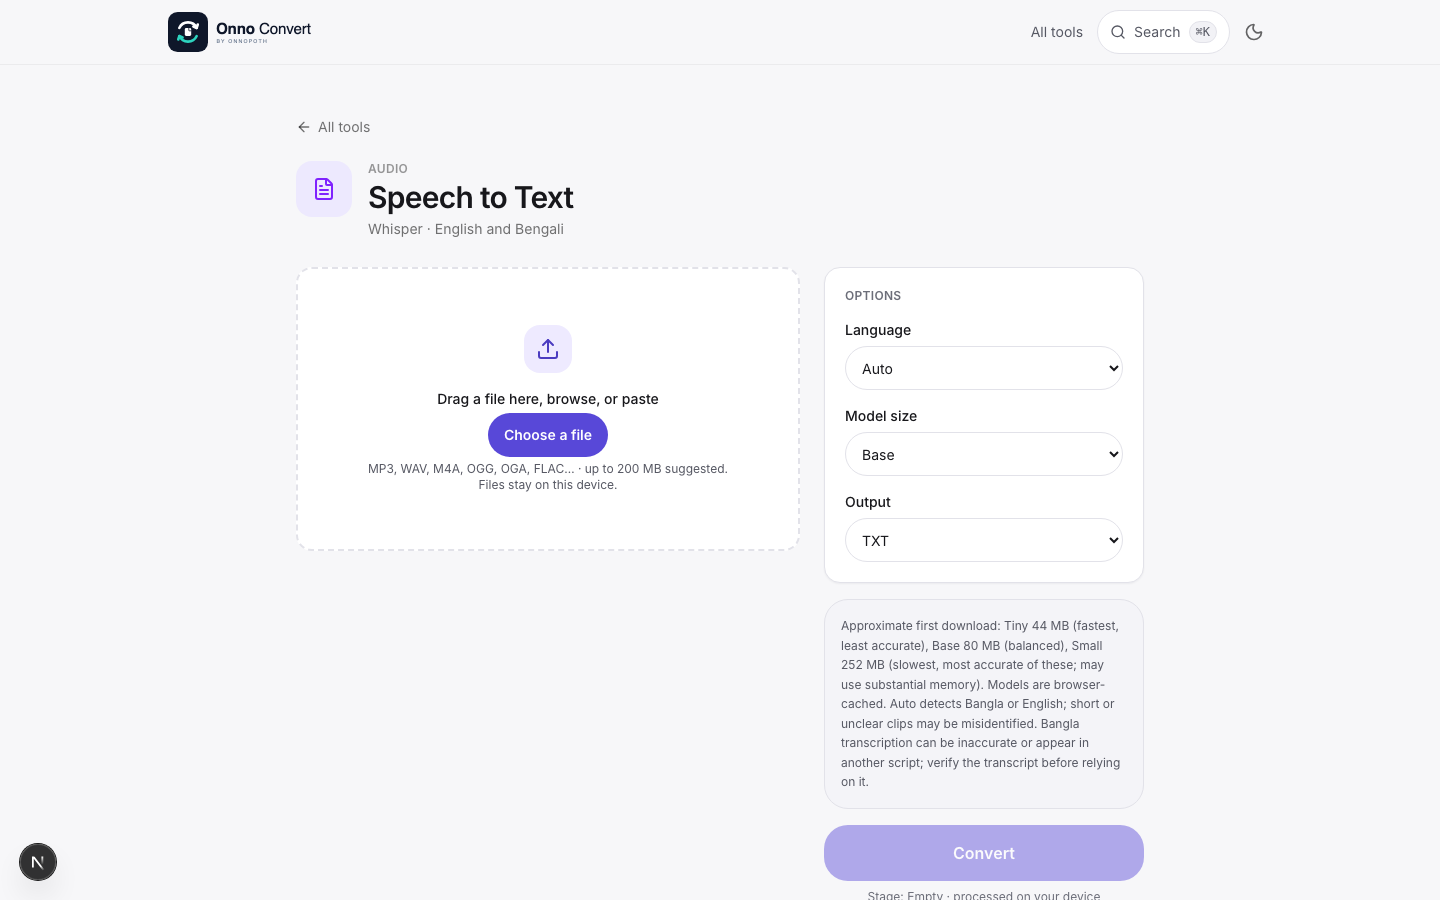 Onno Convert
BY ONNOPOTH
All tools
Search
⌘K
All tools
AUDIO
Speech to Text
Whisper · English and Bengali
Drag a file here, browse, or paste
Choose a file
MP3, WAV, M4A, OGG, OGA, FLAC... · up to 200 MB suggested.
Files stay on this device.
OPTIONS
Language
Auto
Model size
Base
Output
TXT
Approximate first download: Tiny 44 MB (fastest,
least accurate), Base 80 MB (balanced), Small
252 MB (slowest, most accurate of these; may
use substantial memory). Models are browser-
cached. Auto detects Bangla or English; short or
unclear clips may be misidentified. Bangla
transcription can be inaccurate or appear in
another script; verify the transcript before relying
on it.
Convert
Stage: Empty · processed on your device
N